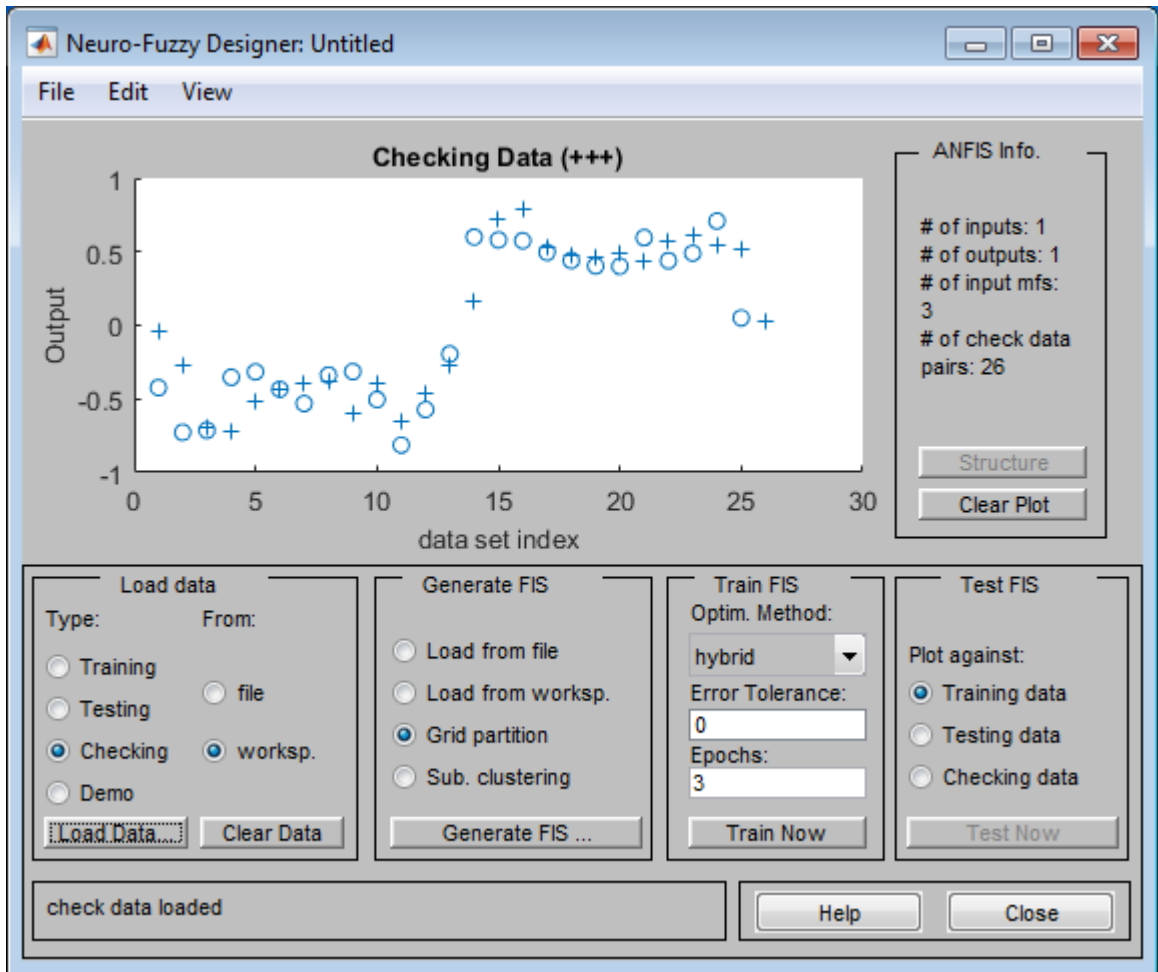 Neuro-Fuzzy Designer: Untitled
File Edit View
Checking Data (+++)
1
0.5
0
-0.5
-1
Output
0 5 10 15 20 25 30
data set index
ANFIS Info.
# of inputs: 1
# of outputs: 1
# of input mfs:
3
# of check data
pairs: 26
Structure
Clear Plot
Load data
Type: From:
Training
Testing
Checking
Demo
file
worksp.
Load Data... Clear Data
Generate FIS
Load from file
Load from worksp.
Grid partition
Sub. clustering
Generate FIS ...
Train FIS
Optim. Method:
hybrid
Error Tolerance:
0
Epochs:
3
Train Now
Test FIS
Plot against:
Training data
Testing data
Checking data
Test Now
check data loaded
Help Close